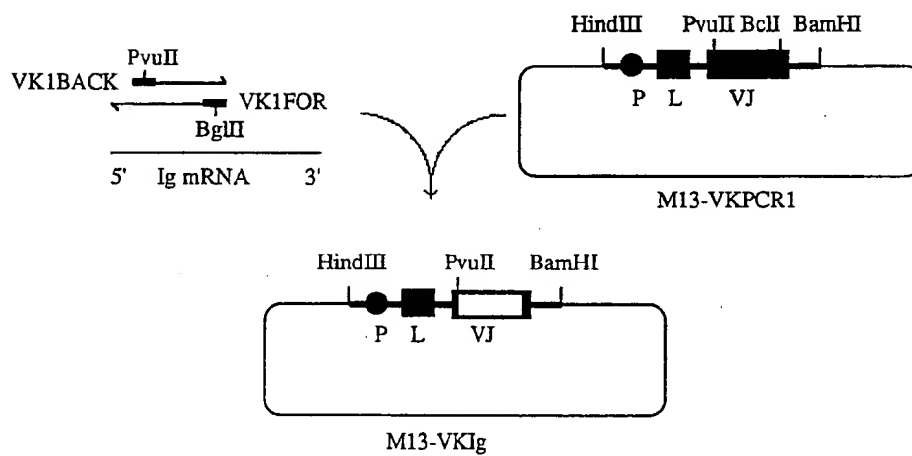 HindIII PvuII BclI BamHI
P L VJ
M13-VKPCR1
PvuII
VK1BACK
VK1FOR
BglII
5' Ig mRNA 3'
HindIII PvuII BamHI
P L VJ
M13-VKIg